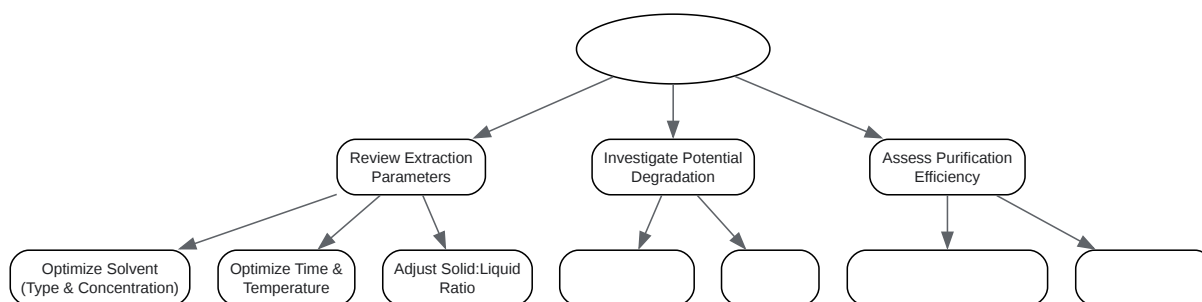 Review Extraction
Parameters
Investigate Potential
Degradation
Assess Purification
Efficiency
Optimize Solvent
(Type & Concentration)
Optimize Time &
Temperature
Adjust Solid:Liquid
Ratio